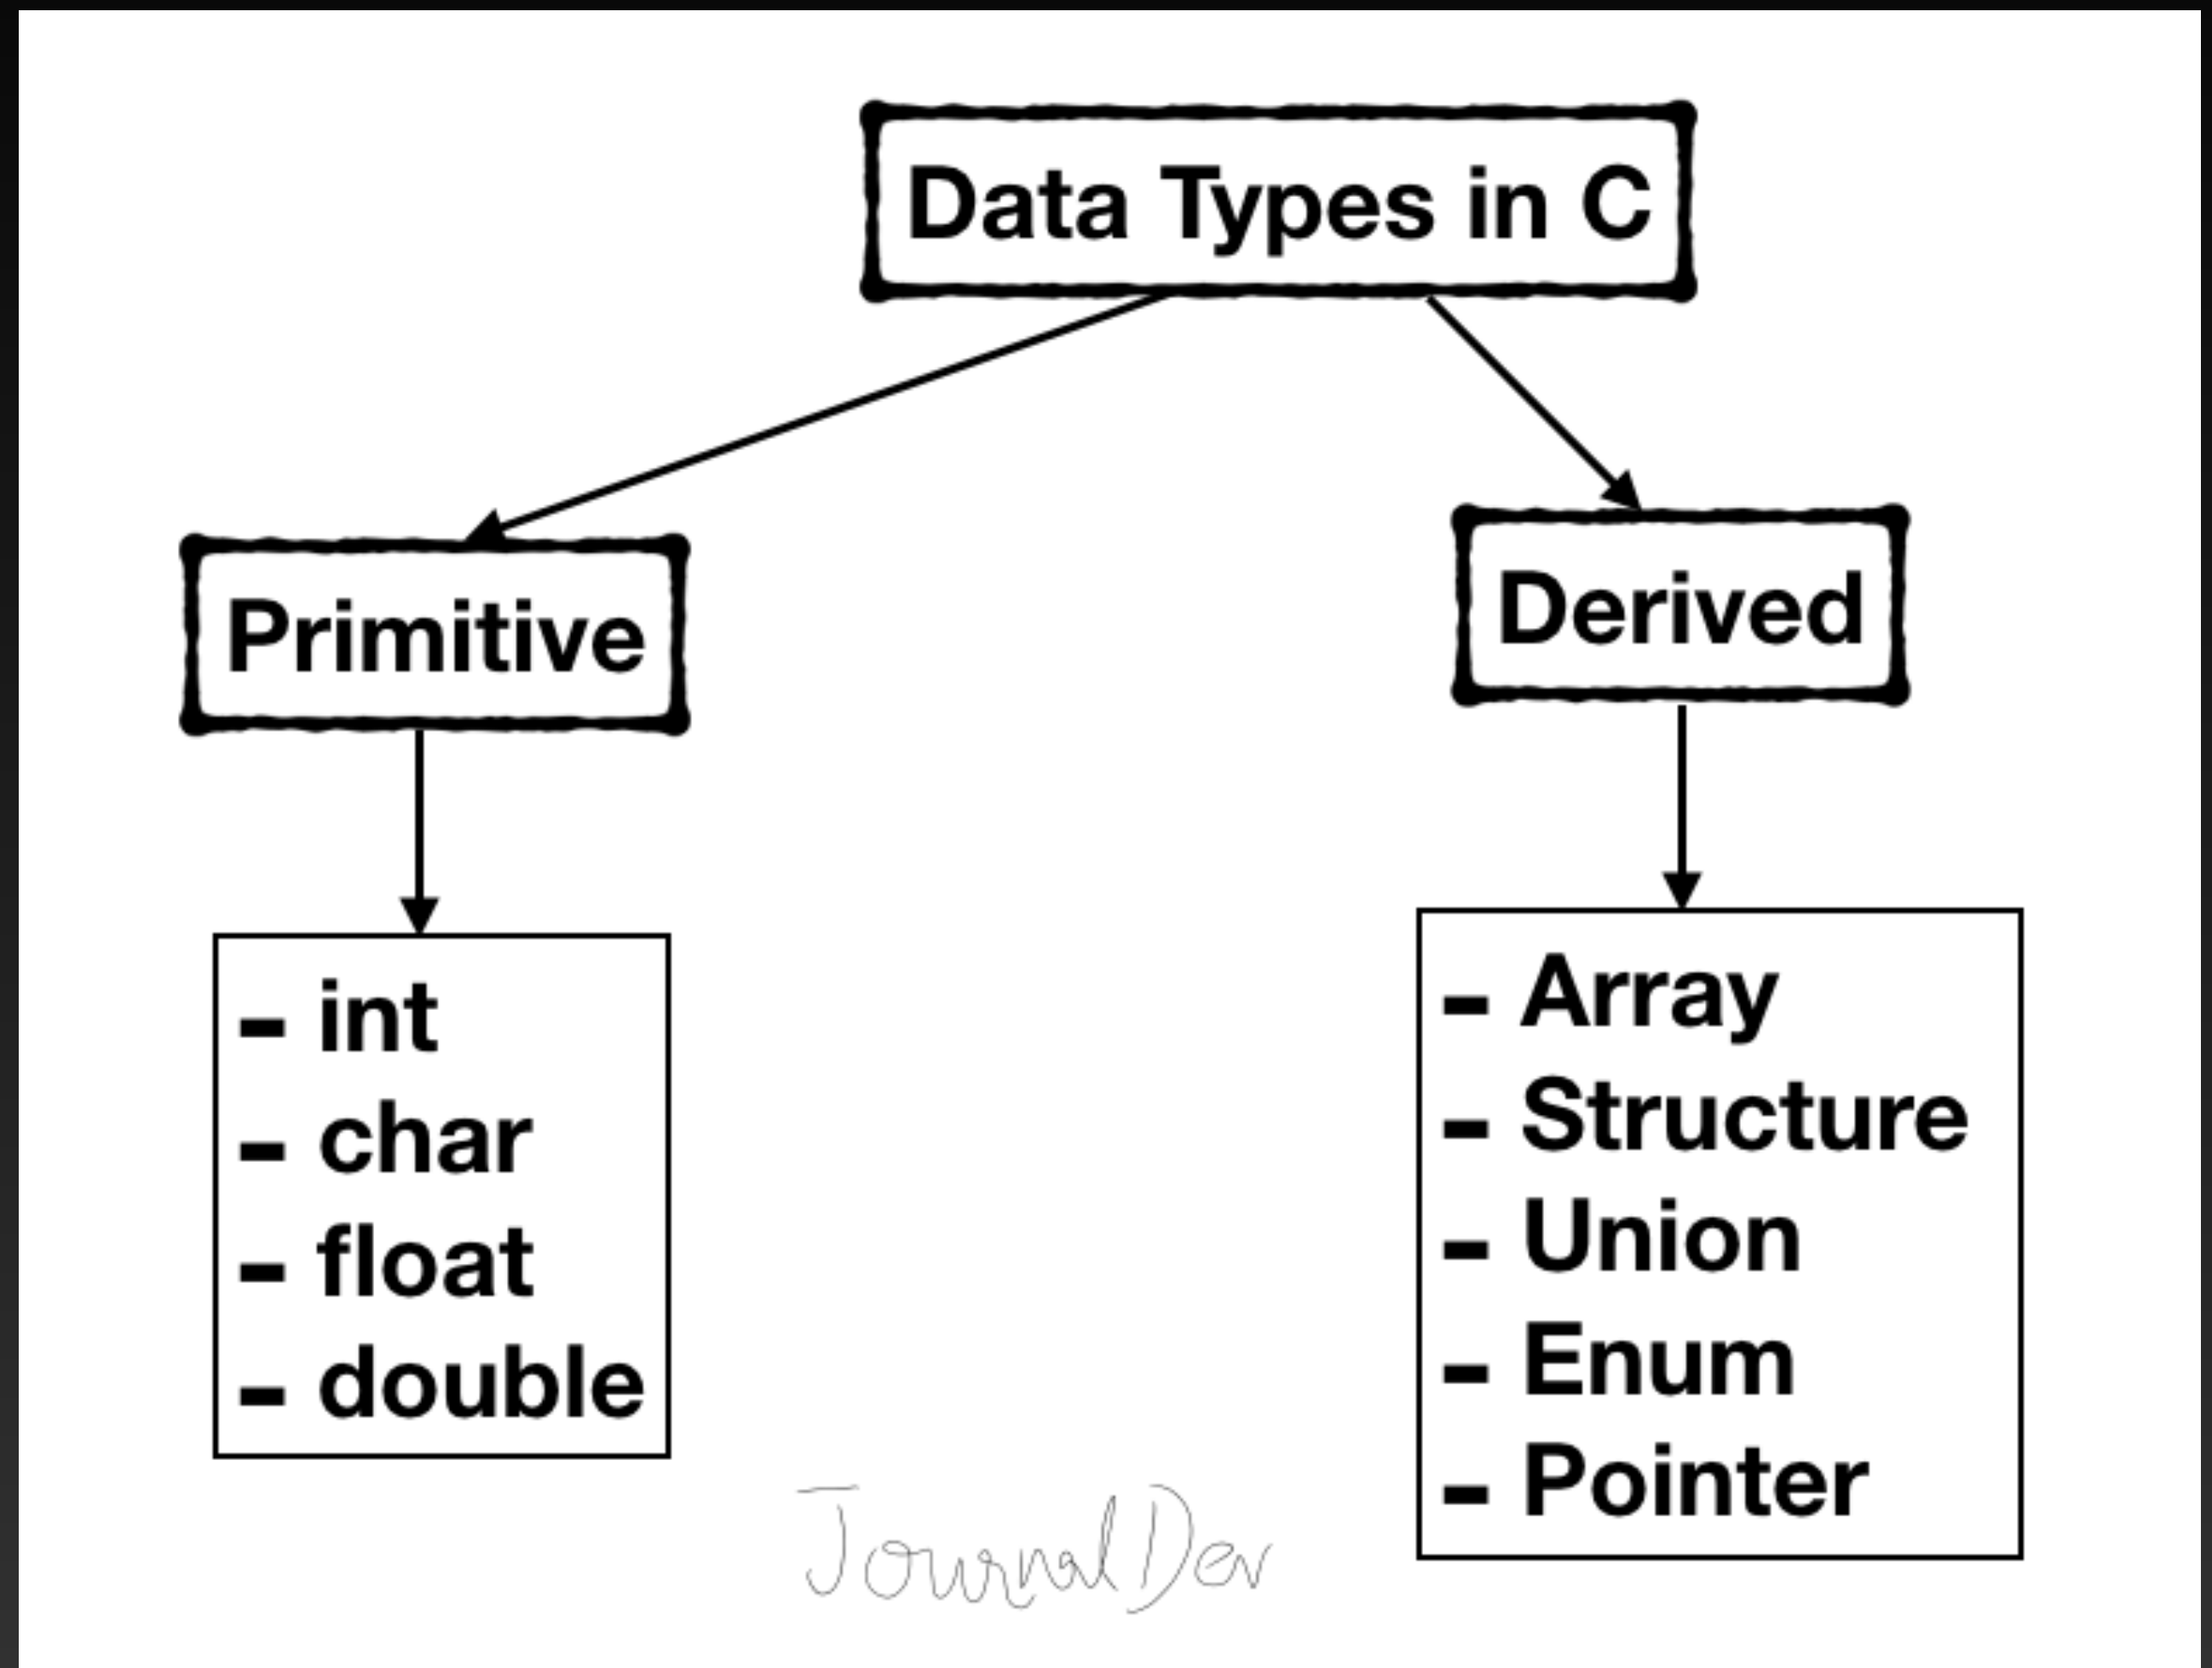 Data Types in C
Primitive
Derived
- int
- char
- float
- double
- Array
- Structure
- Union
- Enum
- Pointer
JournalDev